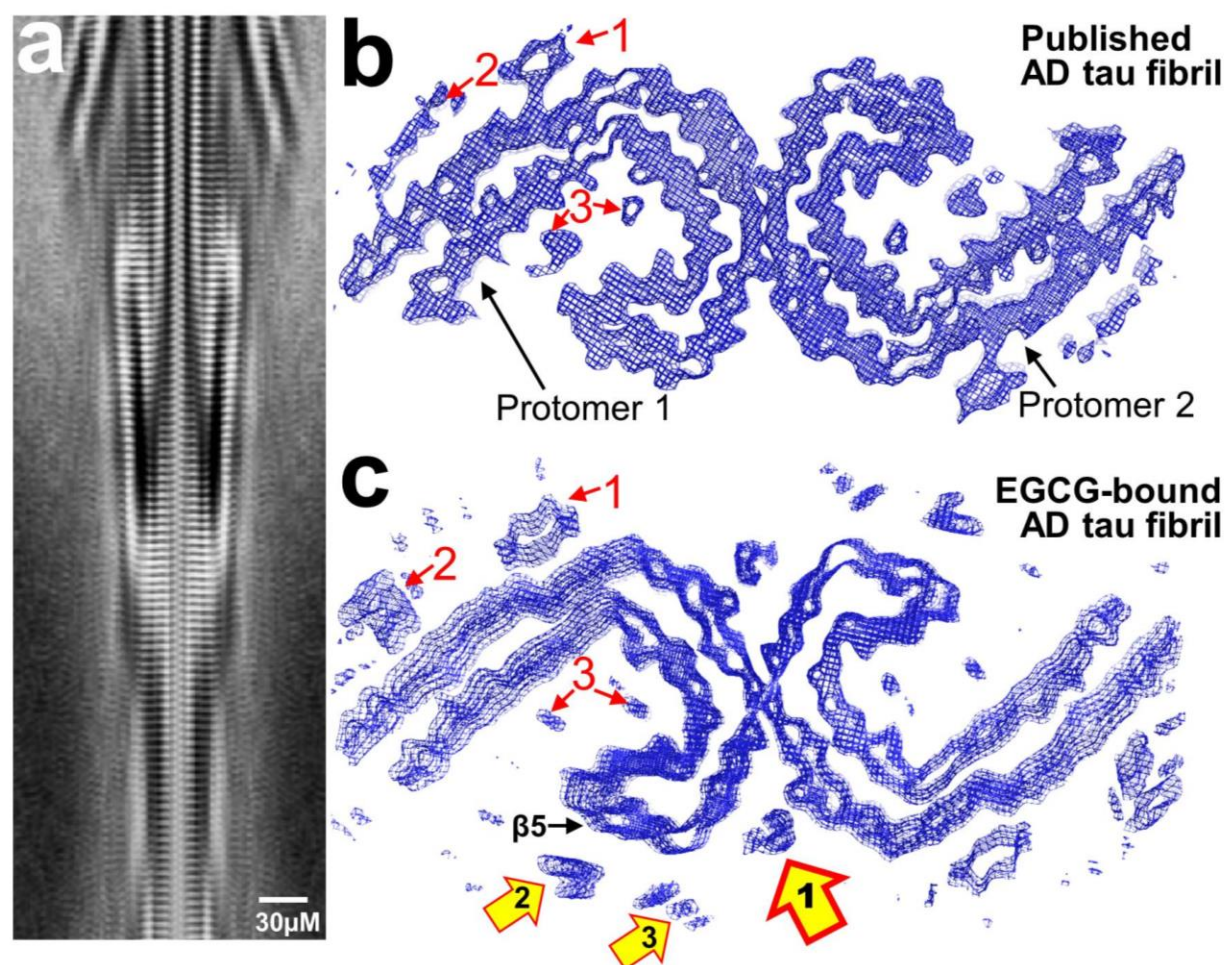 a
30µM
b
1
2
3
Published
AD tau fibril
Protomer 1
Protomer 2
c
1
2
3
EGCG-bound
AD tau fibril
β5
2
3
1